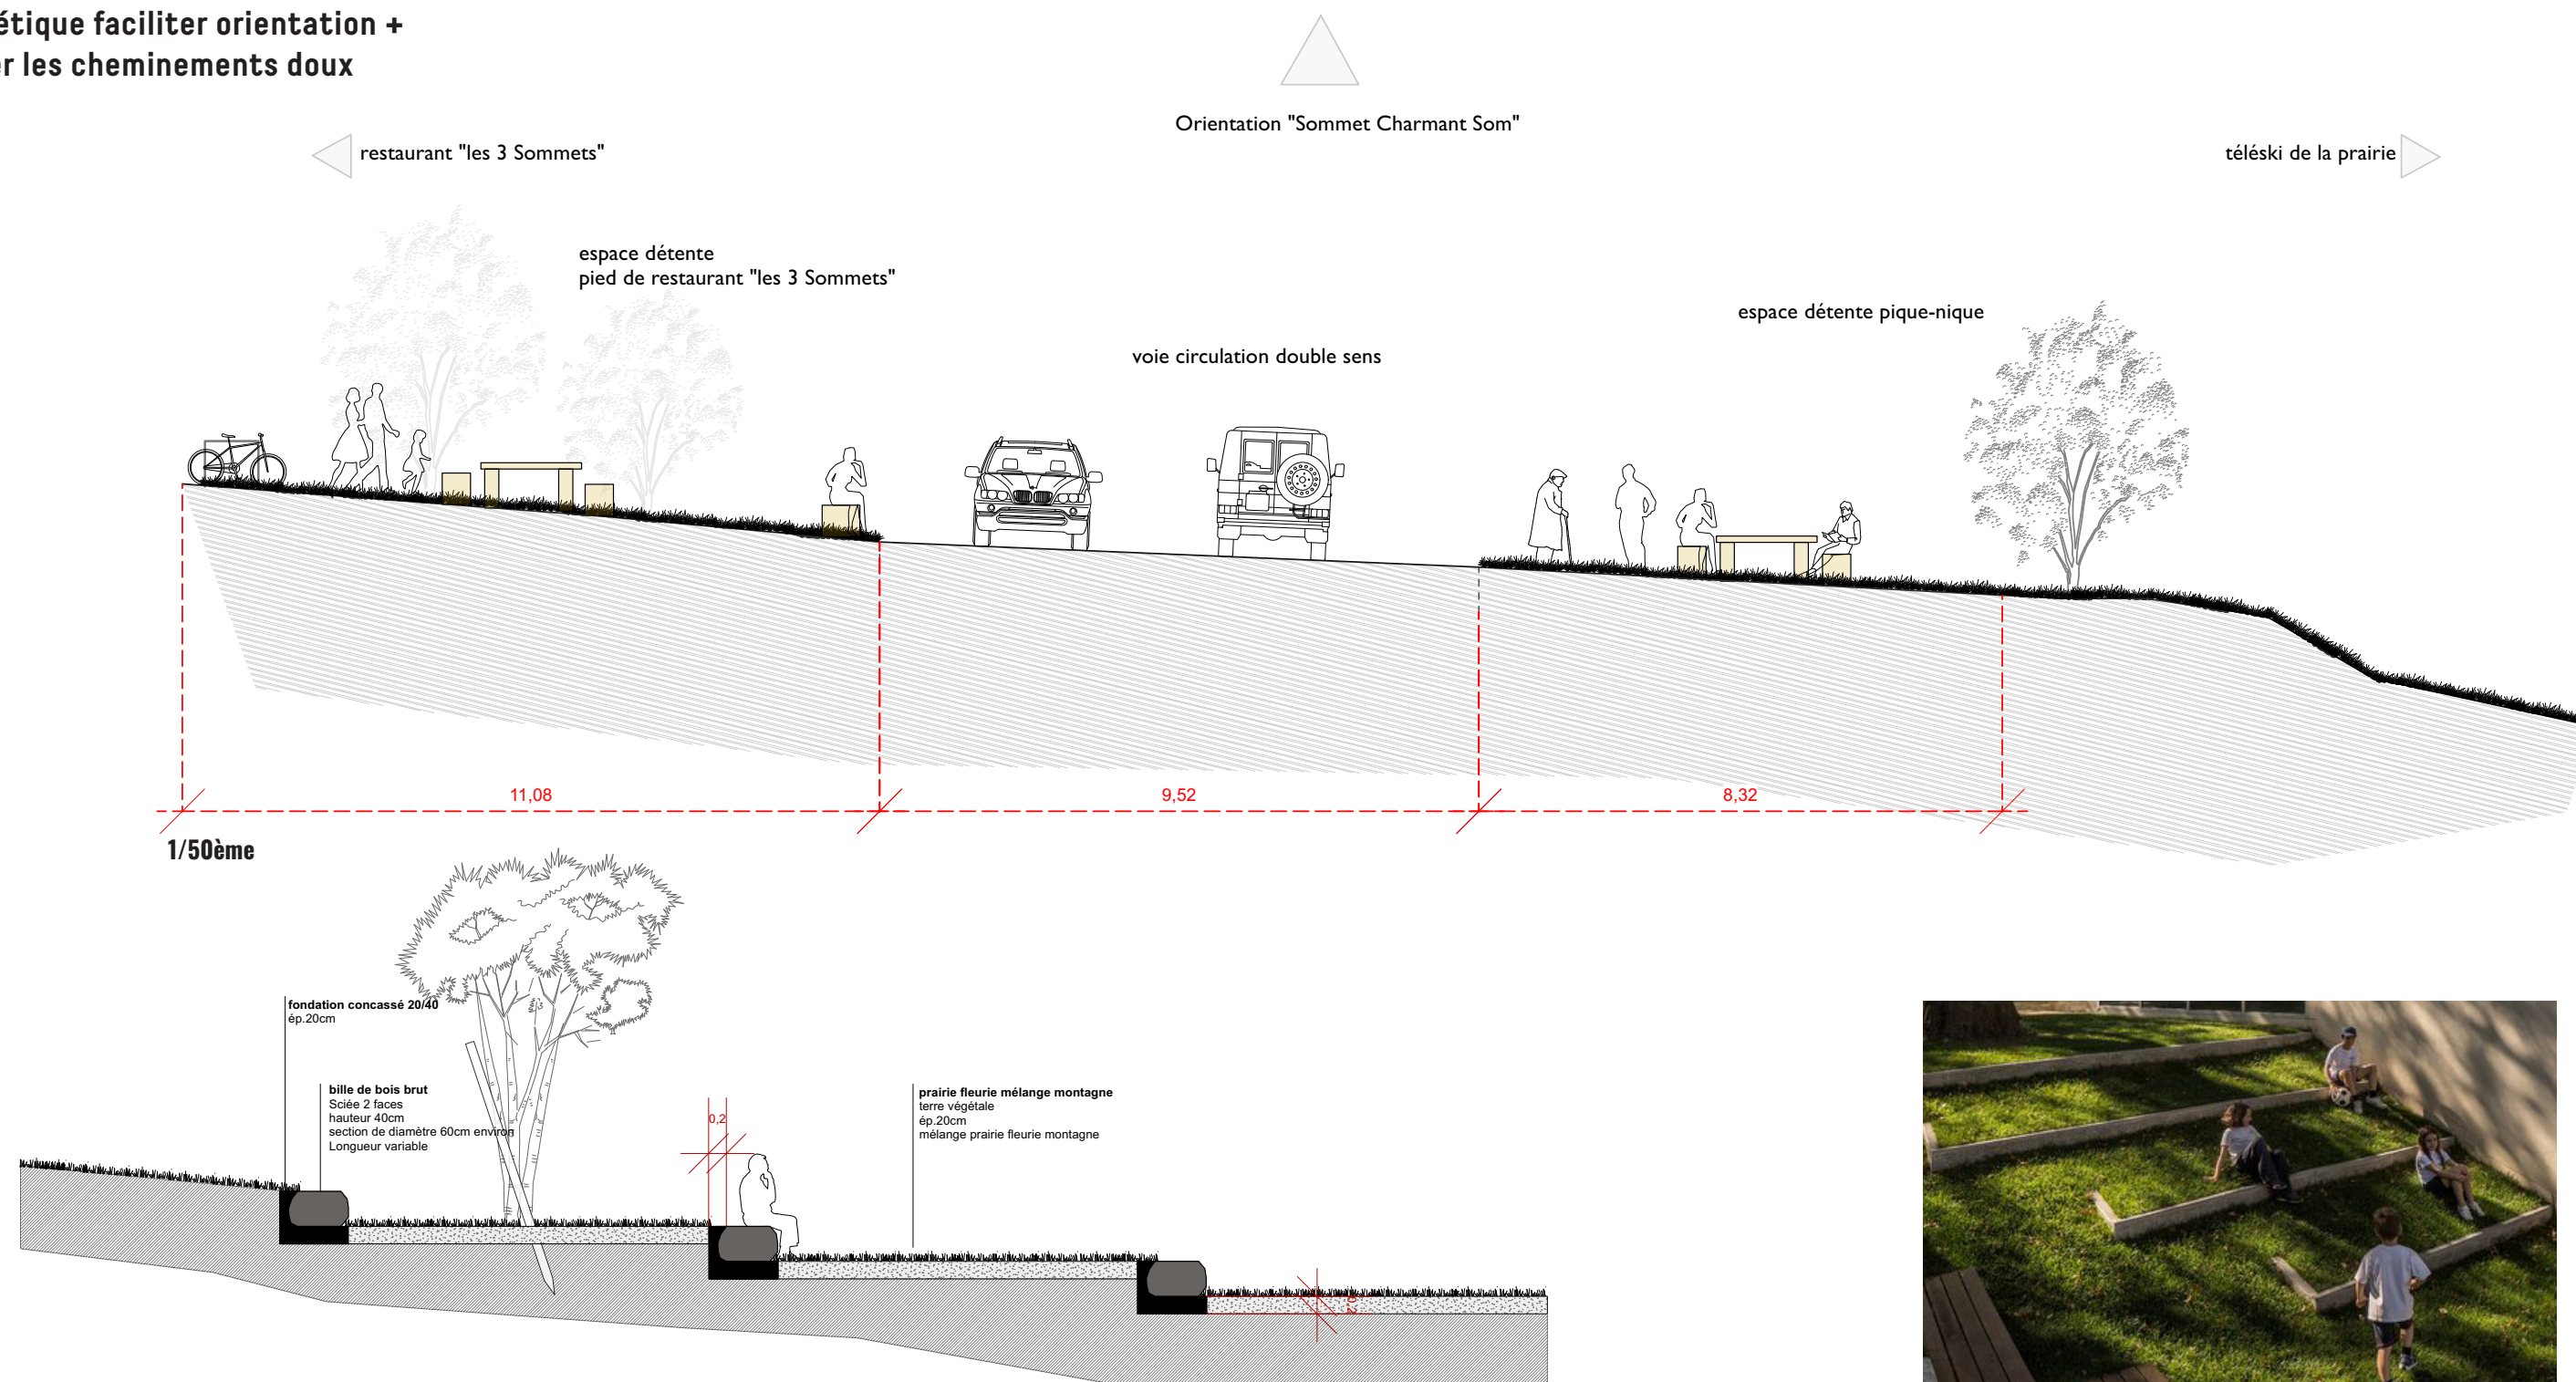 étique faciliter orientation +
er les cheminements doux
Orientation "Sommet Charmant Som"
restaurant "les 3 Sommets"
téléski de la prairie
espace détente
pied de restaurant "les 3 Sommets"
espace détente pique-nique
voie circulation double sens
11,08
9,52
8,32
1/50ème
fondation concassé 20/40
ép.20cm
bille de bois brut
Sciée 2 faces
hauteur 40cm
section de diamètre 60cm environ
Longueur variable
0,2
prairie fleurie mélange montagne
terre végétale
ép.20cm
mélange prairie fleurie montagne
0,2